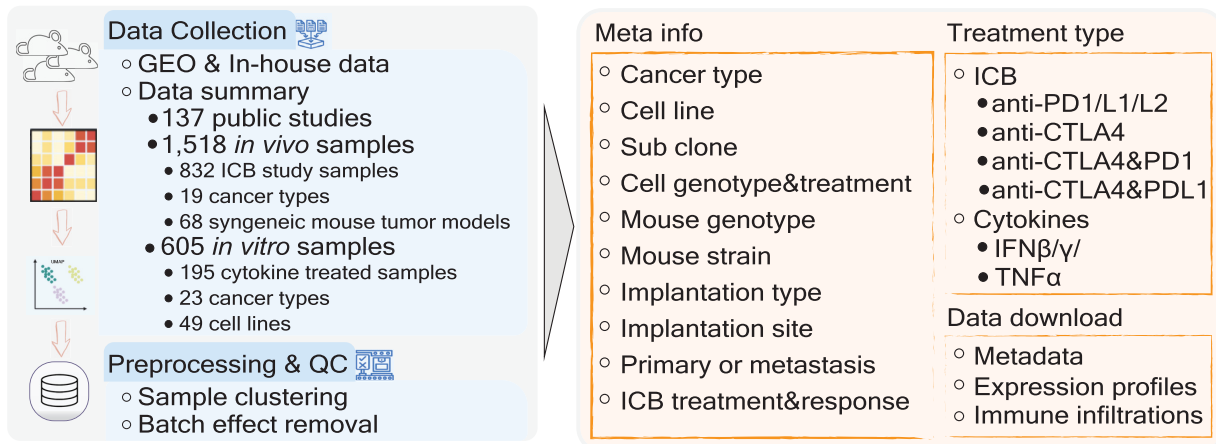 Data Collection
○ GEO & In-house data
○ Data summary
• 137 public studies
• 1,518 in vivo samples
• 832 ICB study samples
• 19 cancer types
• 68 syngeneic mouse tumor models
• 605 in vitro samples
• 195 cytokine treated samples
• 23 cancer types
• 49 cell lines
UMAP
Preprocessing & QC
○ Sample clustering
○ Batch effect removal
Meta info
○ Cancer type
○ Cell line
○ Sub clone
○ Cell genotype&treatment
○ Mouse genotype
○ Mouse strain
○ Implantation type
○ Implantation site
○ Primary or metastasis
○ ICB treatment&response
Treatment type
○ ICB
• anti-PD1/L1/L2
• anti-CTLA4
• anti-CTLA4&PD1
• anti-CTLA4&PDL1
○ Cytokines
• IFNβ/γ/
• TNFα
Data download
○ Metadata
○ Expression profiles
○ Immune infiltrations